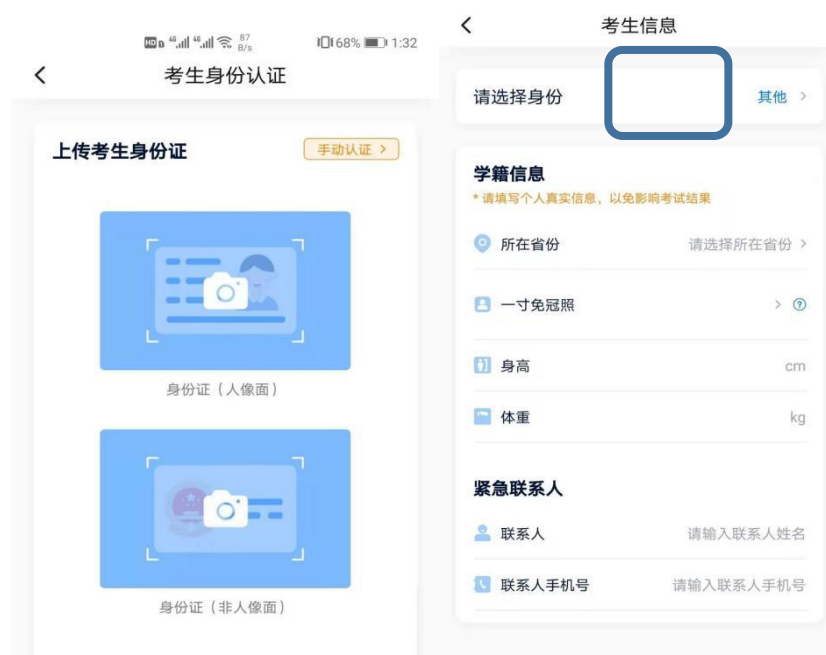 HD 46 46 87 B/s 68% 1:32
考生身份认证
上传考生身份证
手动认证 >
身份证（人像面）
身份证（非人像面）
考生信息
请选择身份 其他 >
学籍信息
* 请填写个人真实信息，以免影响考试结果
所在省份 请选择所在省份 >
一寸免冠照 > ?
身高 cm
体重 kg
紧急联系人
联系人 请输入联系人姓名
联系人手机号 请输入联系人手机号